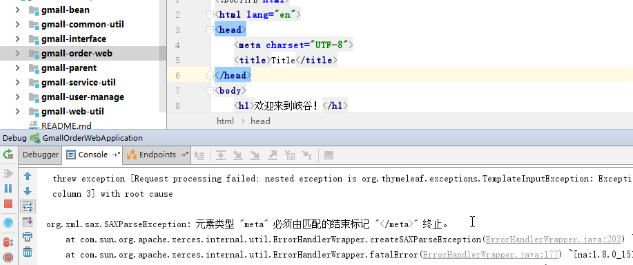 gmall-bean
gmall-common-util
gmall-interface
gmall-order-web
gmall-parent
gmall-service-util
gmall-user-manage
gmall-web-util
README.md
2 <html lang="en">
3 <head>
4 <meta charset="UTF-8">
5 <title>Title</title>
6 </head>
7 <body>
8 <h1>欢迎来到峡谷！</h1>
html head
Debug GmallOrderWebApplication
Debugger Console Endpoints
threw exception [Request processing failed; nested exception is org.thymeleaf.exceptions.TemplateInputException: Excepti
column 3] with root cause
org.xml.sax.SAXParseException: 元素类型 "meta" 必须由匹配的结束标记 "</meta>" 终止。
at com.sun.org.apache.xerces.internal.util.ErrorHandlerWrapper.createSAXParseException(ErrorHandlerWrapper.java:203) ~
at com.sun.org.apache.xerces.internal.util.ErrorHandlerWrapper.fatalError(ErrorHandlerWrapper.java:177) ~[na:1.8.0_15